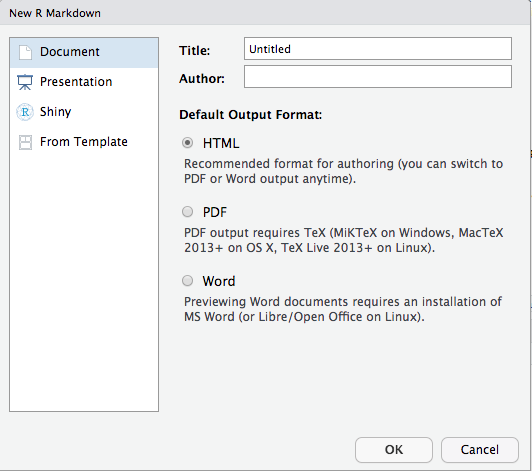 New R Markdown
Document
Presentation
Shiny
From Template
Title: Untitled
Author:
Default Output Format:
HTML
Recommended format for authoring (you can switch to
PDF or Word output anytime).
PDF
PDF output requires TeX (MiKTeX on Windows, MacTeX
2013+ on OS X, TeX Live 2013+ on Linux).
Word
Previewing Word documents requires an installation of
MS Word (or Libre/Open Office on Linux).
OK Cancel